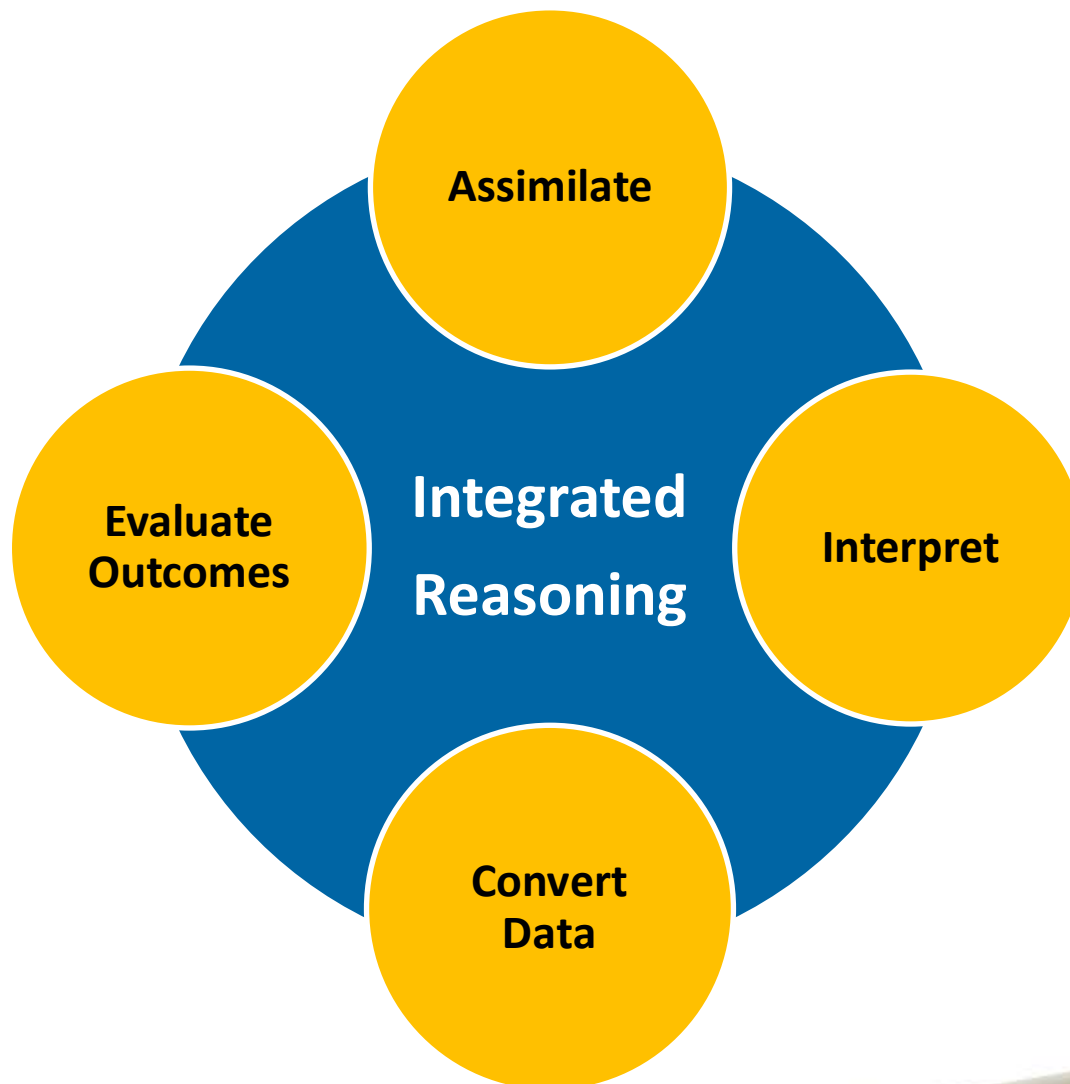 Assimilate
Integrated
Reasoning
Evaluate
Outcomes
Interpret
Convert
Data